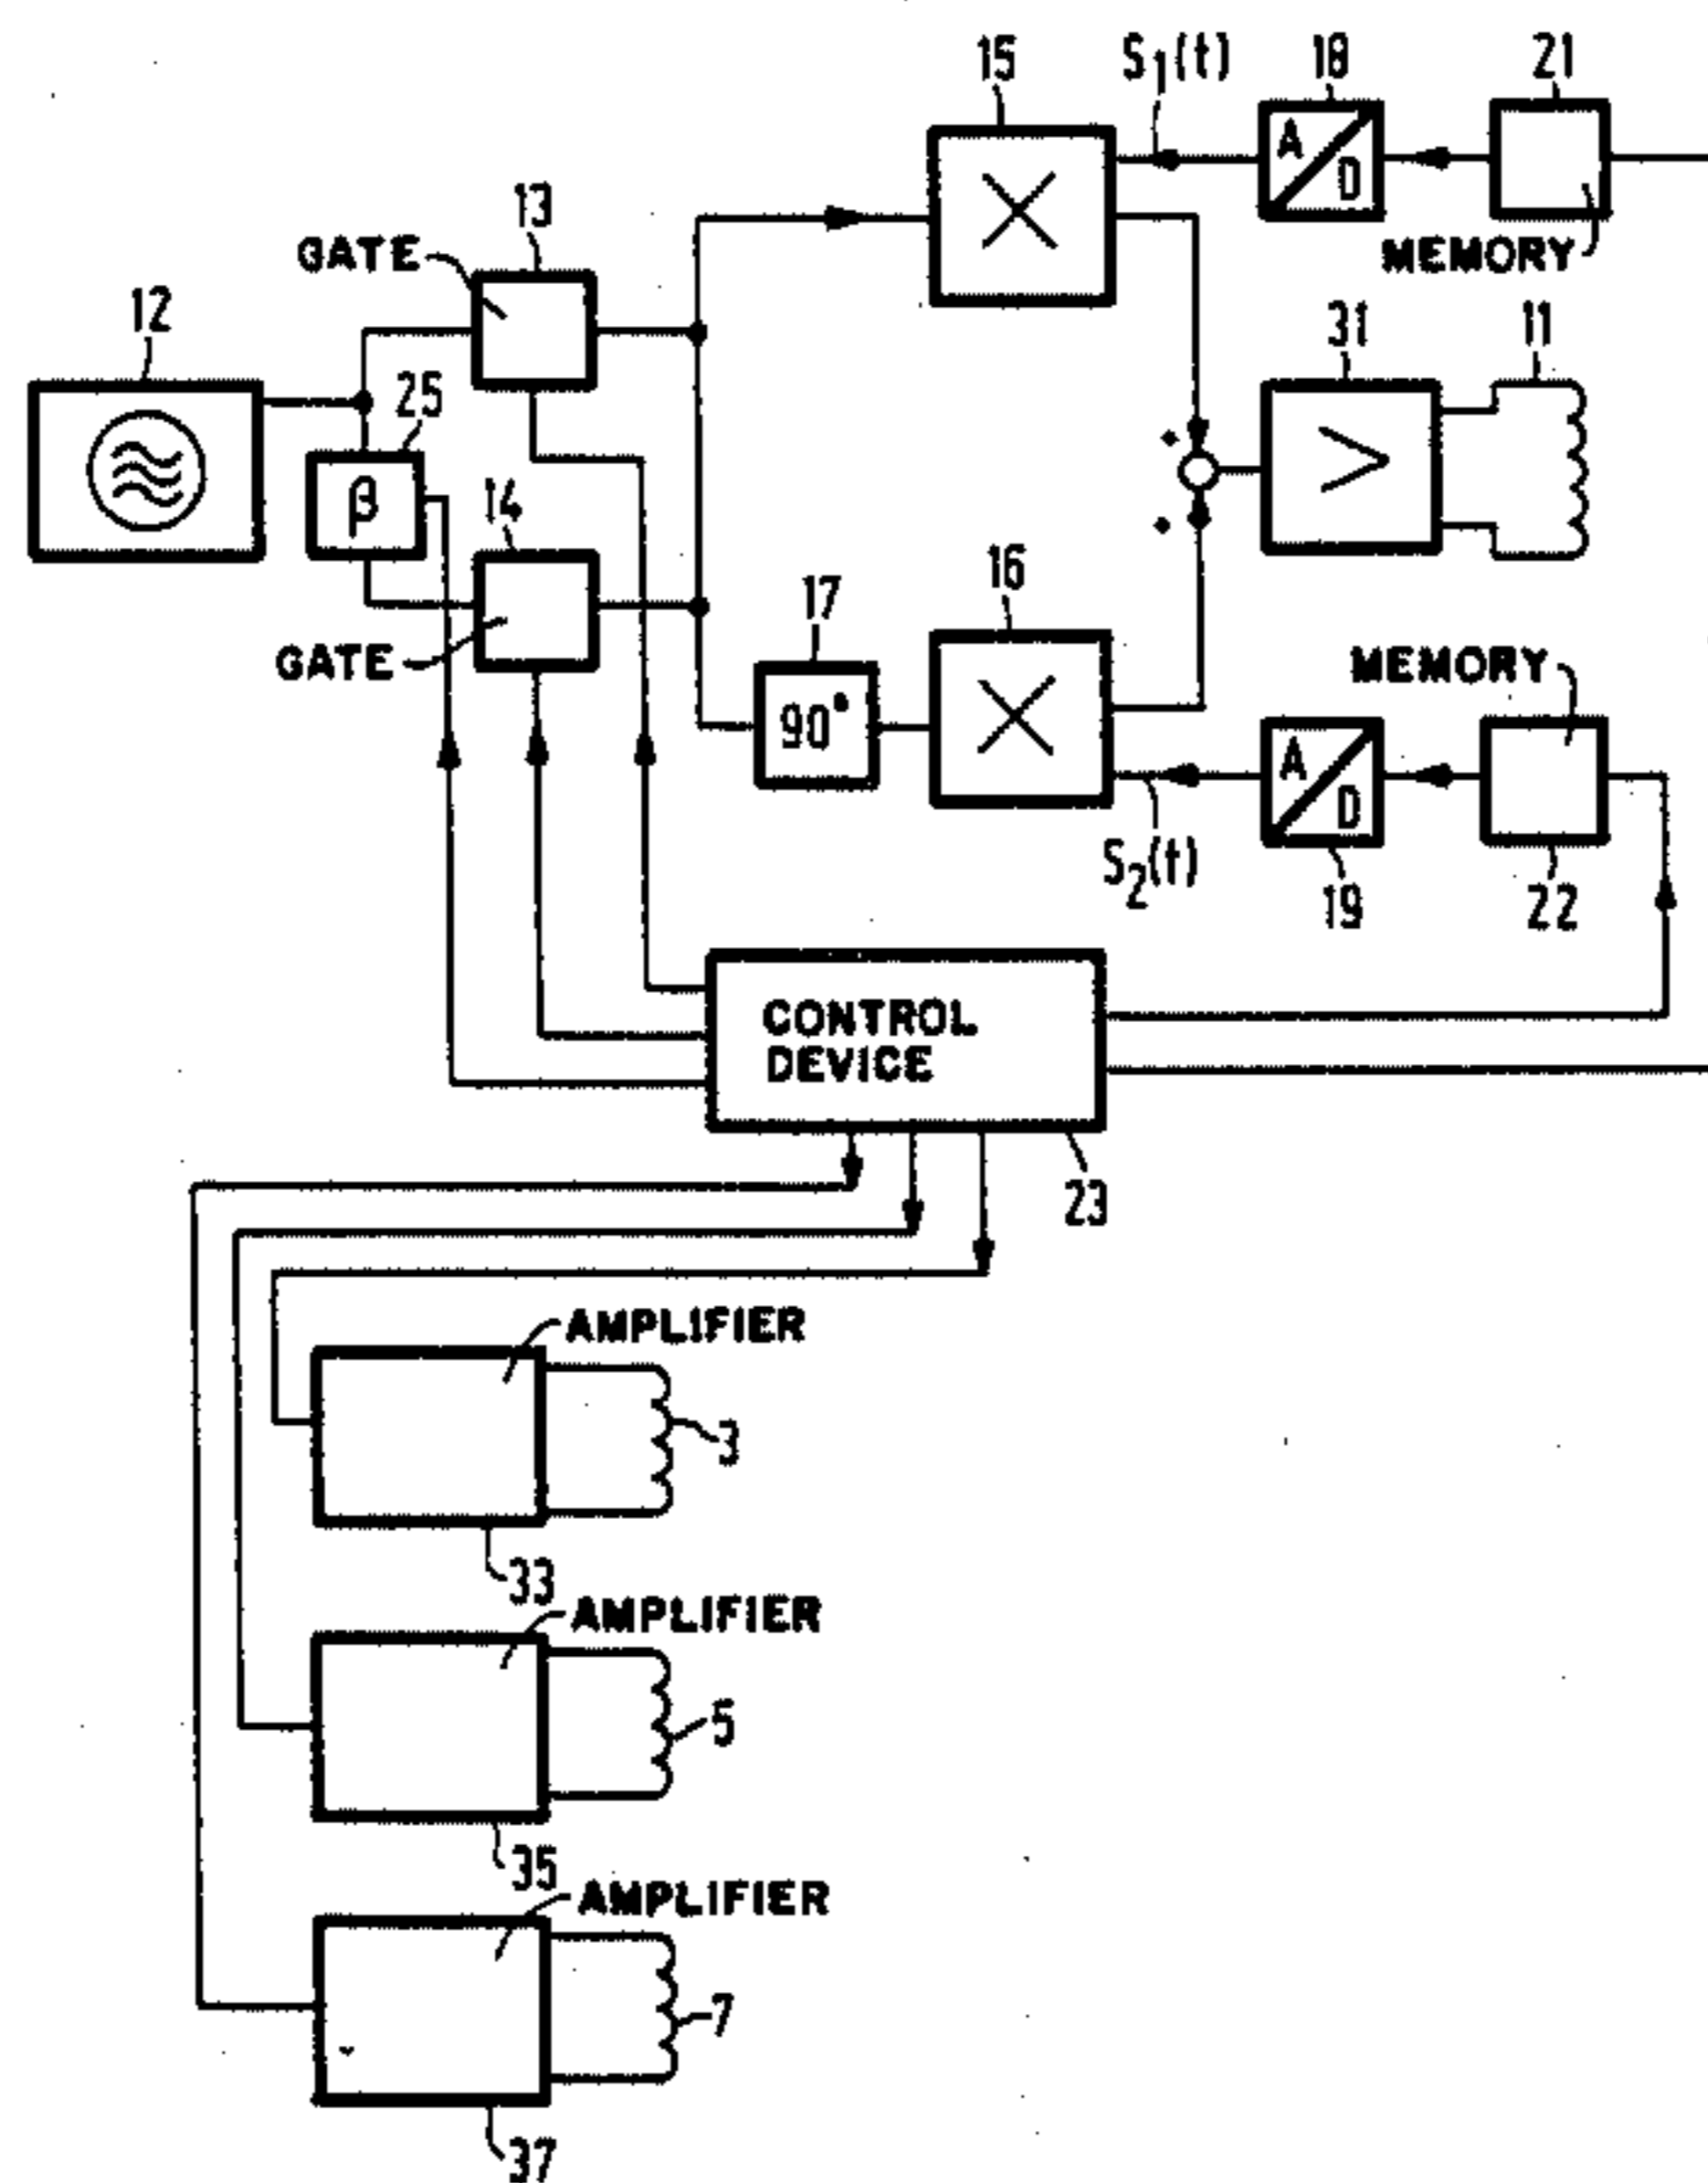 15
S1(t)
18
21
A
D
13
GATE
MEMORY
12
31
11
25
β
14
>
16
17
GATE
MEMORY
90°
A
D
S2(t)
19
22
CONTROL
DEVICE
23
AMPLIFIER
3
33
AMPLIFIER
5
35
AMPLIFIER
7
37